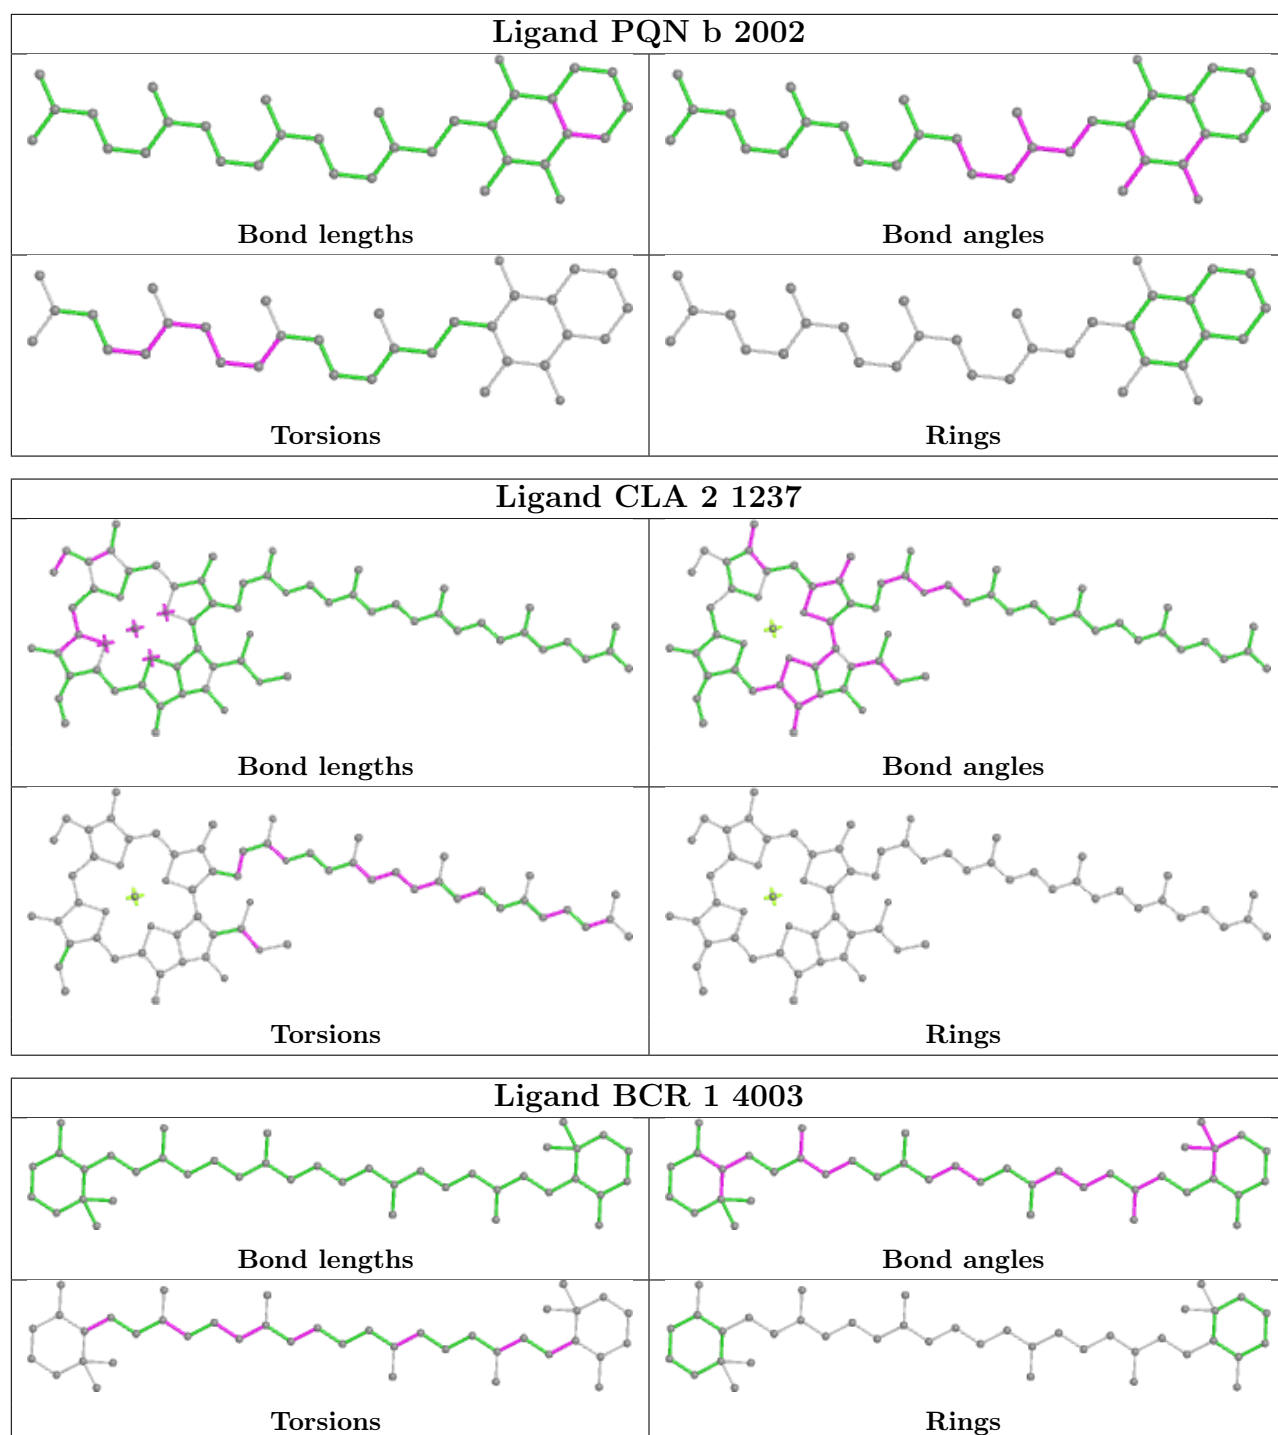 Ligand PQN b 2002
Bond lengths
Bond angles
Torsions
Rings
Ligand CLA 2 1237
Bond lengths
Bond angles
Torsions
Rings
Ligand BCR 1 4003
Bond lengths
Bond angles
Torsions
Rings